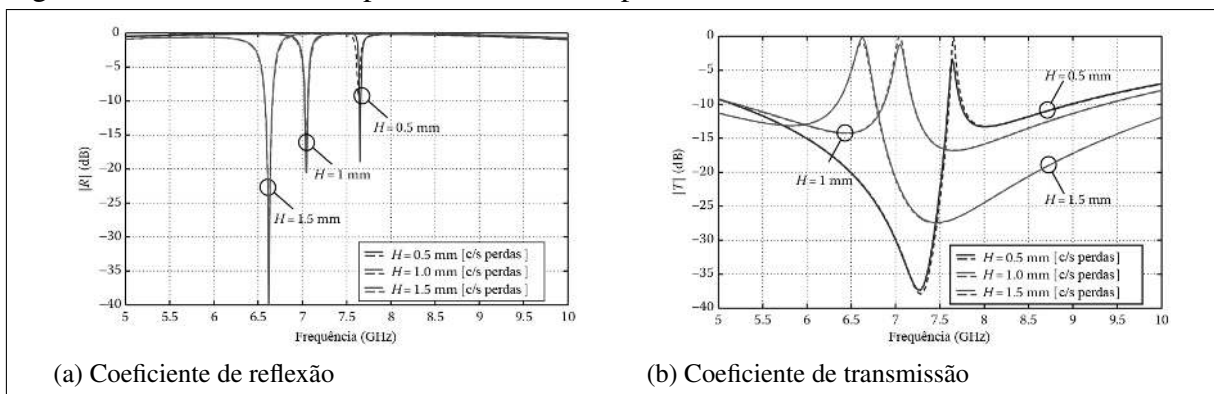 0
−5
−10
−15
−20
−25
−30
−35
−40
|R| (dB)
5
5.5
6
6.5
7
7.5
8
8.5
9
9.5
10
Frequência (GHz)
H = 0.5 mm
H = 1 mm
H = 1.5 mm
H = 0.5 mm [c/s perdas ]
H = 1.0 mm [c/s perdas ]
H = 1.5 mm [c/s perdas ]
(a) Coeficiente de reflexão
0
−5
−10
−15
−20
−25
−30
−35
−40
|T| (dB)
5
5.5
6
6.5
7
7.5
8
8.5
9
9.5
10
Frequência (GHz)
H = 0.5 mm
H = 1 mm
H = 1.5 mm
H = 0.5 mm [c/s perdas ]
H = 1.0 mm [c/s perdas ]
H = 1.5 mm [c/s perdas ]
(b) Coeficiente de transmissão